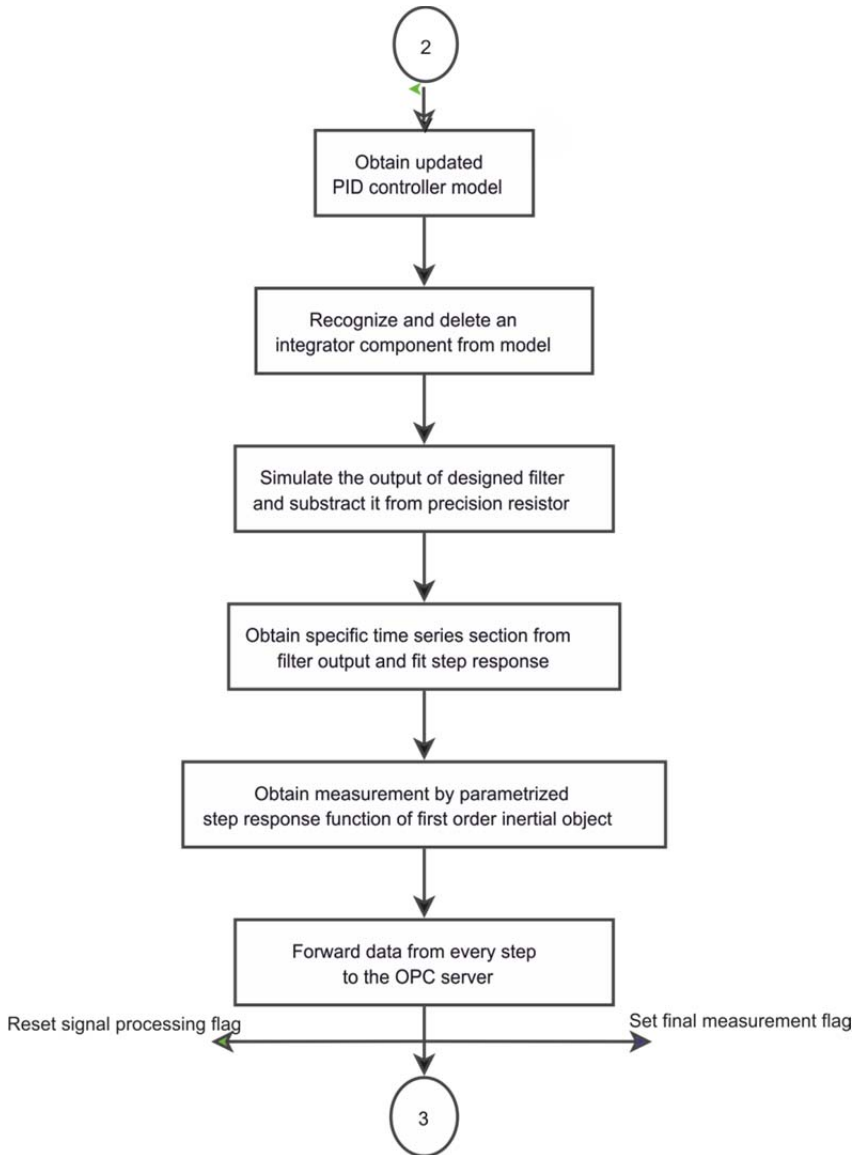 2
Obtain updated
PID controller model
Recognize and delete an
integrator component from model
Simulate the output of designed filter
and substract it from precision resistor
Obtain specific time series section from
filter output and fit step response
Obtain measurement by parametrized
step response function of first order inertial object
Forward data from every step
to the OPC server
Reset signal processing flag
Set final measurement flag
3